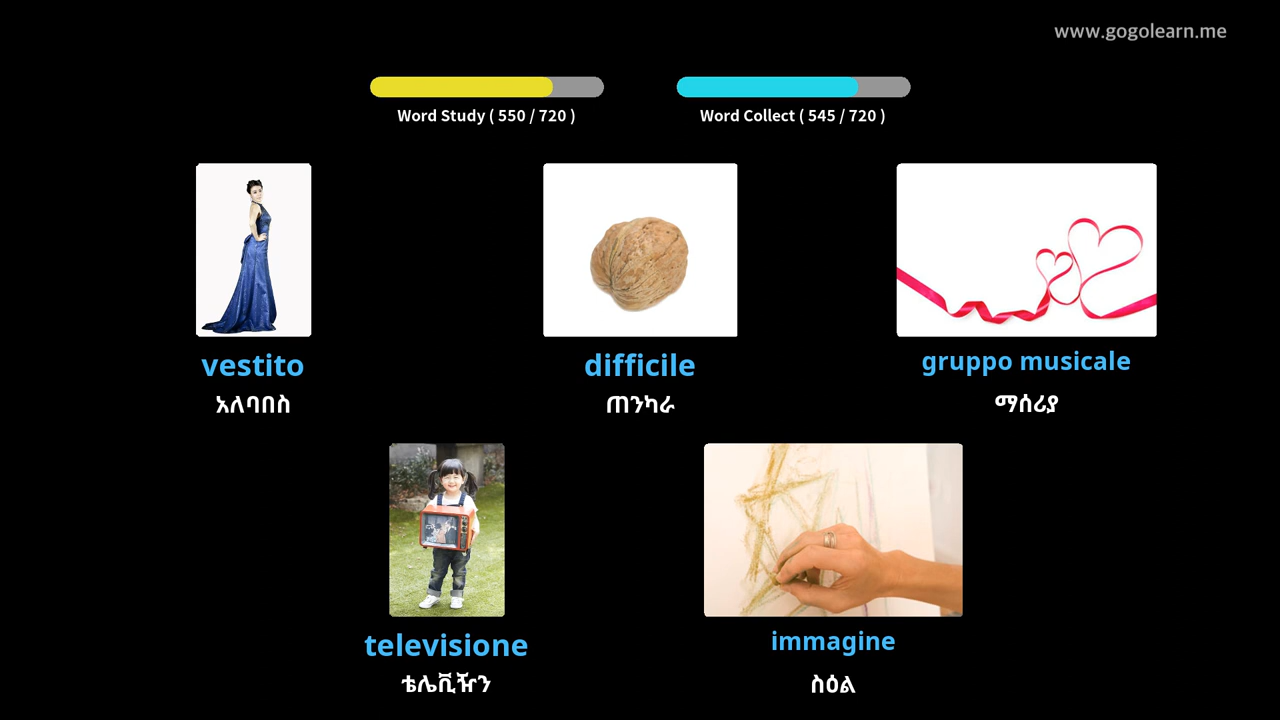 www.gogolearn.me
Word Study ( 550 / 720 )
Word Collect ( 545 / 720 )
vestito
difficile
gruppo musicale
አለባበስ
ጠንካራ
ማሰሪያ
televisione
immagine
ቴሌቪዥን
ስዕል